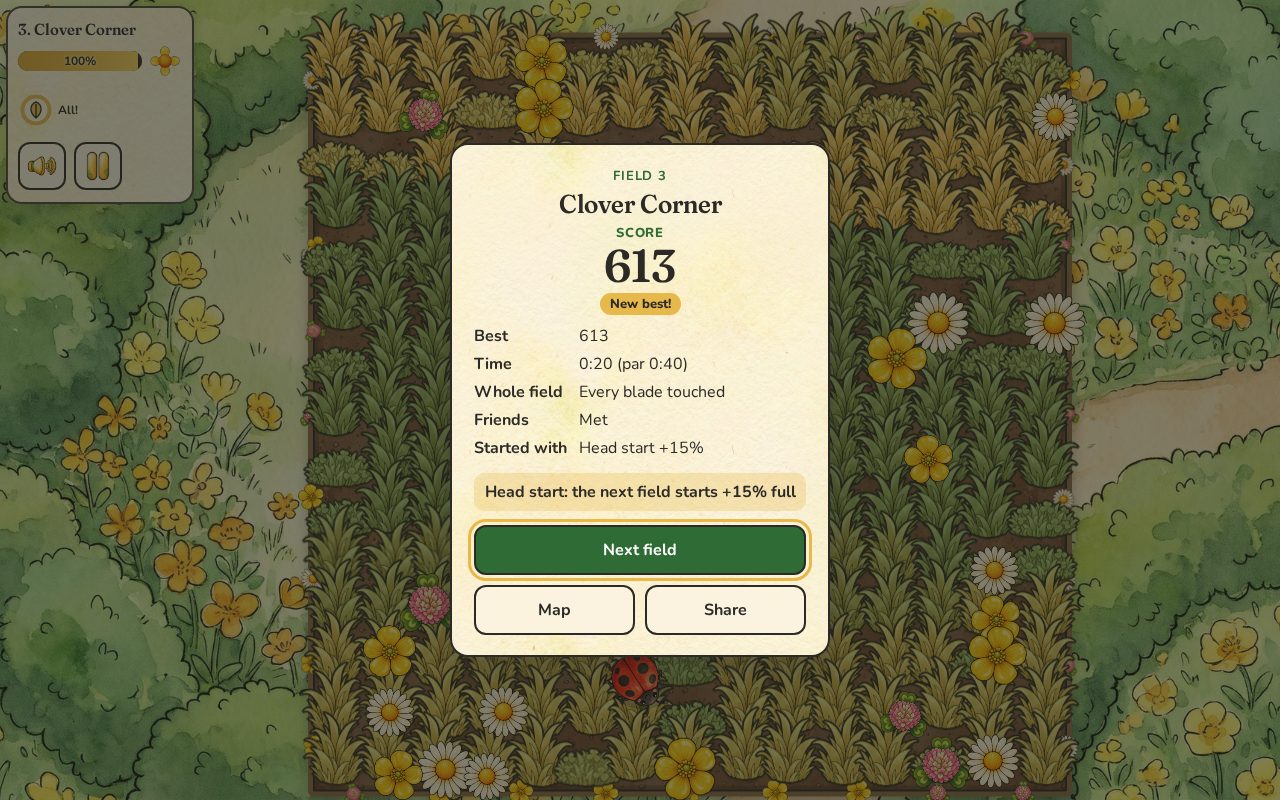 3. Clover Corner
100%
All!
FIELD 3
Clover Corner
SCORE
613
New best!
Best 613
Time 0:20 (par 0:40)
Whole field Every blade touched
Friends Met
Started with Head start +15%
Head start: the next field starts +15% full
Next field
Map Share